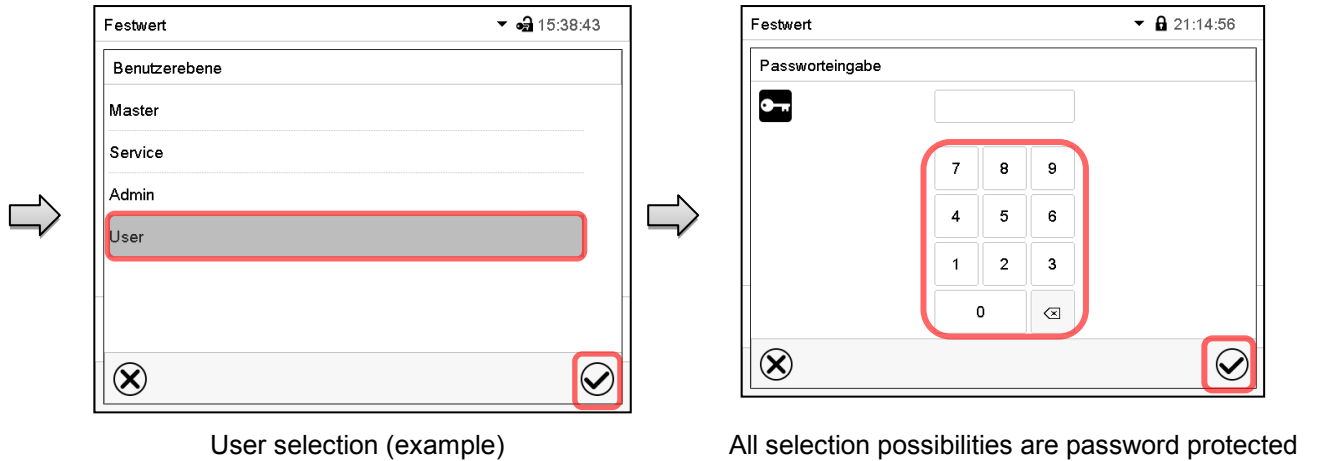 Festwert 15:38:43
Benutzerebene
Master
Service
Admin
User
User selection (example)
Festwert 21:14:56
Passworteingabe
7 8 9
4 5 6
1 2 3
0
All selection possibilities are password protected